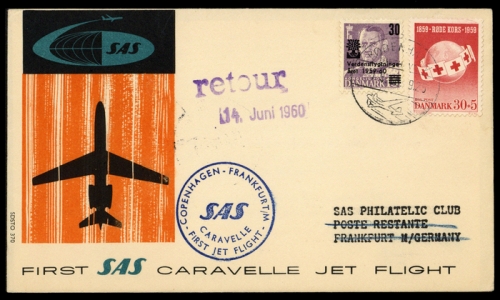 SAS
retour
14. Juni 1960
30
Verdensflygtninge-
året 1959-60
DANMARK
1859 - RØDE KORS - 1959
DANMARK 30+5
COPENHAGEN - FRANKFURT/M
SAS
CARAVELLE
- FIRST JET FLIGHT -
SAS PHILATELIC CLUB
POSTE RESTANTE
FRANKFURT M/GERMANY
FIRST SAS CARAVELLE JET FLIGHT